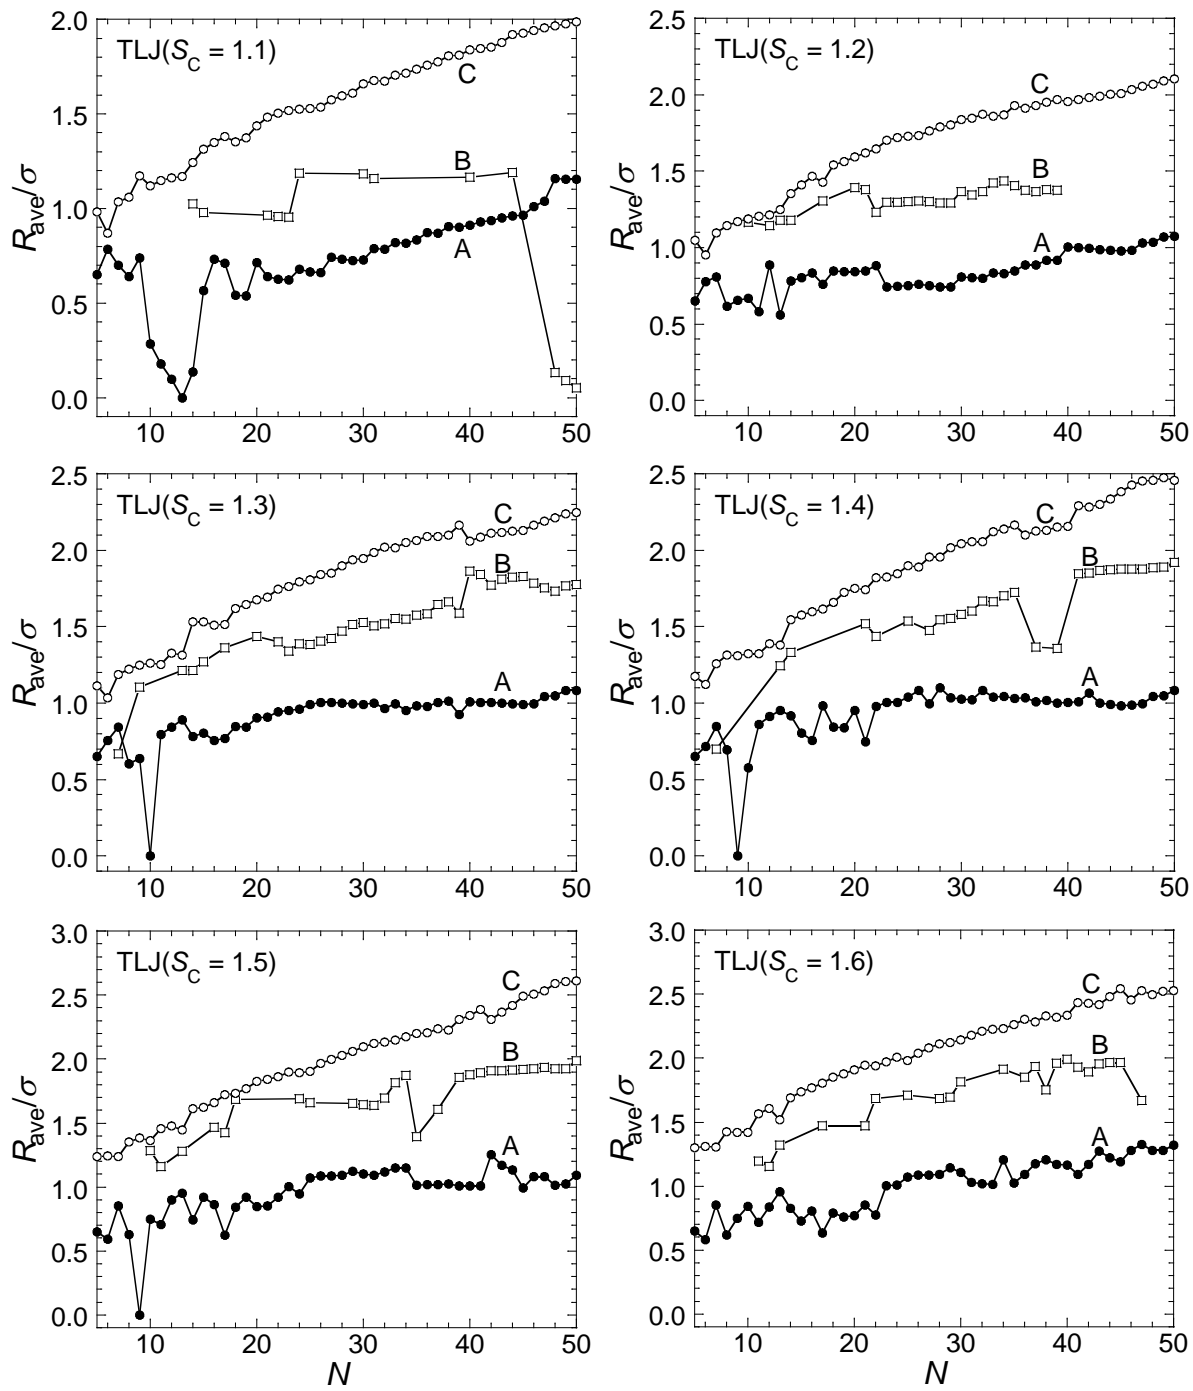 TLJ(S_C = 1.1)
2.0
1.5
1.0
0.5
0.0
R_ave/σ
C
B
A
10
20
30
40
50
TLJ(S_C = 1.2)
2.5
2.0
1.5
1.0
0.5
0.0
R_ave/σ
C
B
A
10
20
30
40
50
TLJ(S_C = 1.3)
2.5
2.0
1.5
1.0
0.5
0.0
R_ave/σ
C
B
A
10
20
30
40
50
TLJ(S_C = 1.4)
2.5
2.0
1.5
1.0
0.5
0.0
R_ave/σ
C
B
A
10
20
30
40
50
TLJ(S_C = 1.5)
3.0
2.5
2.0
1.5
1.0
0.5
0.0
R_ave/σ
C
B
A
10
20
30
40
50
N
TLJ(S_C = 1.6)
3.0
2.5
2.0
1.5
1.0
0.5
0.0
R_ave/σ
C
B
A
10
20
30
40
50
N